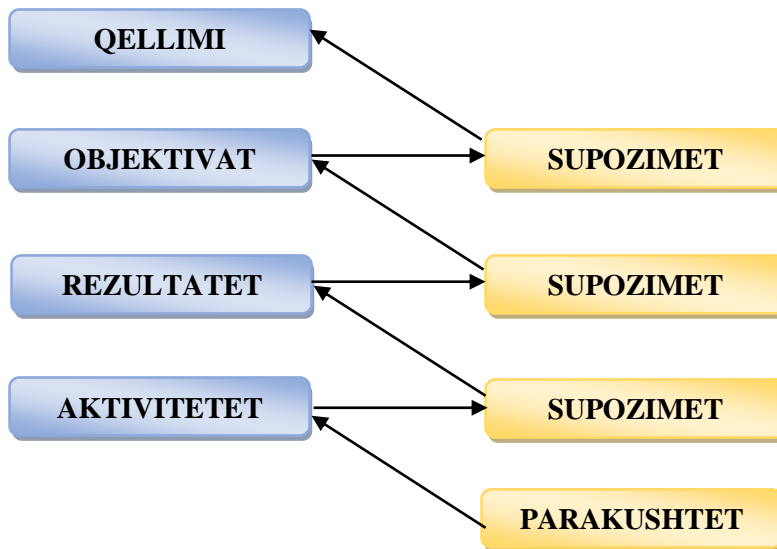 QELLIMI
OBJEKTIVAT
SUPOZIMET
REZULTATET
SUPOZIMET
AKTIVITETET
SUPOZIMET
PARAKUSHTET